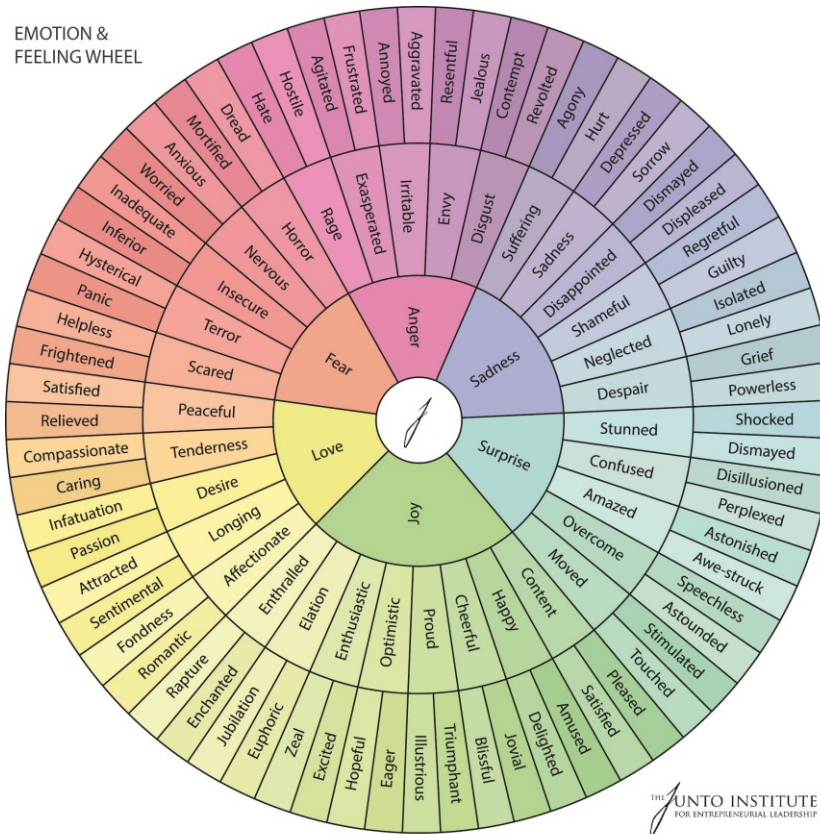 EMOTION &
FEELING WHEEL
Anger
Sadness
Surprise
Joy
Love
Fear
Rage
Exasperated
Irritable
Envy
Disgust
Suffering
Sadness
Disappointed
Shameful
Neglected
Despair
Stunned
Confused
Amazed
Overcome
Moved
Content
Happy
Cheerful
Proud
Optimistic
Enthusiastic
Elation
Enthralled
Affectionate
Longing
Desire
Tenderness
Peaceful
Scared
Terror
Insecure
Nervous
Horror
Hate
Hostile
Agitated
Frustrated
Annoyed
Aggravated
Resentful
Jealous
Contempt
Revolted
Agony
Hurt
Depressed
Sorrow
Dismayed
Displeased
Regretful
Guilty
Isolated
Lonely
Grief
Powerless
Shocked
Dismayed
Disillusioned
Perplexed
Astonished
Awe-struck
Speechless
Astounded
Stimulated
Touched
Pleased
Satisfied
Amused
Delighted
Jovial
Blissful
Triumphant
Illustrious
Eager
Hopeful
Excited
Zeal
Euphoric
Jubilation
Enchanted
Rapture
Romantic
Fondness
Sentimental
Attracted
Passion
Infatuation
Caring
Compassionate
Relieved
Satisfied
Frightened
Helpless
Panic
Hysterical
Inferior
Inadequate
Worried
Anxious
Mortified
Dread
THE JUNTO INSTITUTE
FOR ENTREPRENEURIAL LEADERSHIP